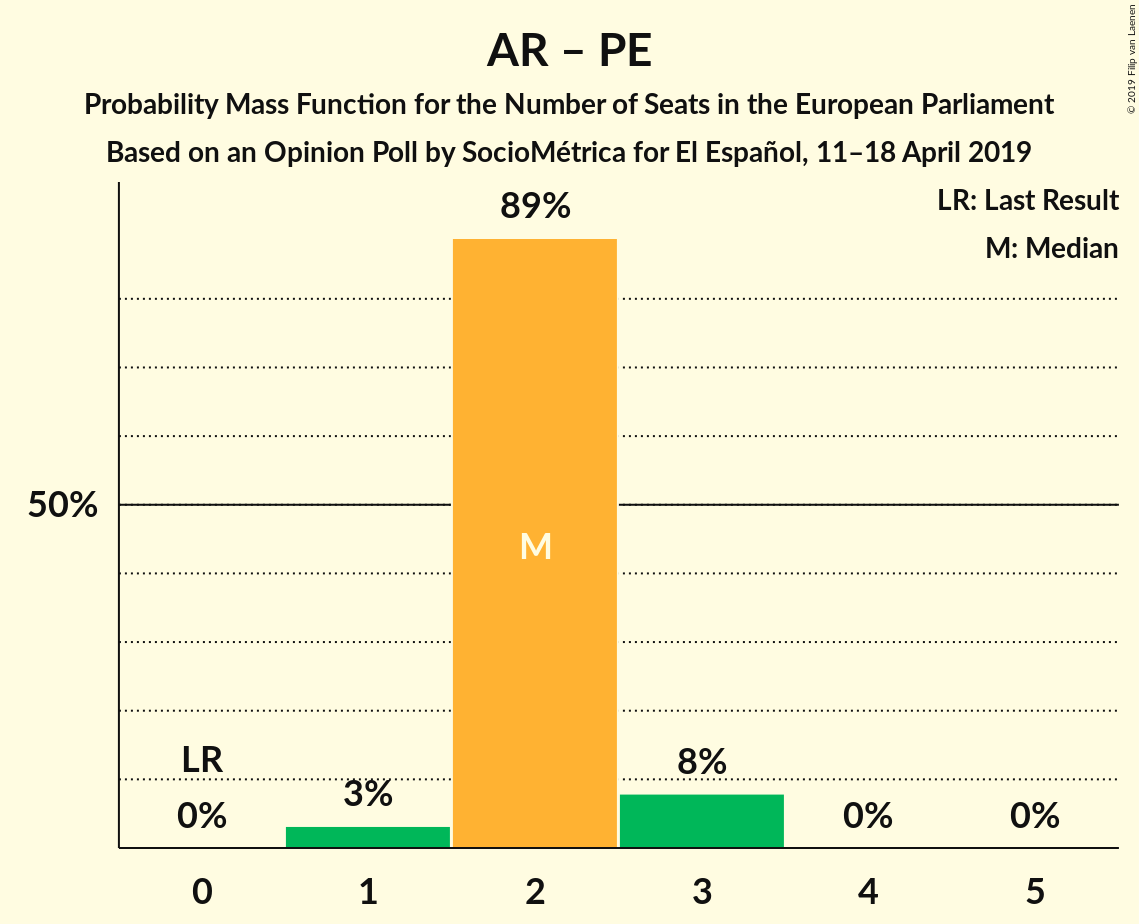 AR – PE
Probability Mass Function for the Number of Seats in the European Parliament
Based on an Opinion Poll by SocioMétrica for El Español, 11–18 April 2019
© 2019 Filip van Laenen
LR: Last Result
M: Median
89%
50%
M
LR
0%
3%
8%
0%
0%
0 1 2 3 4 5